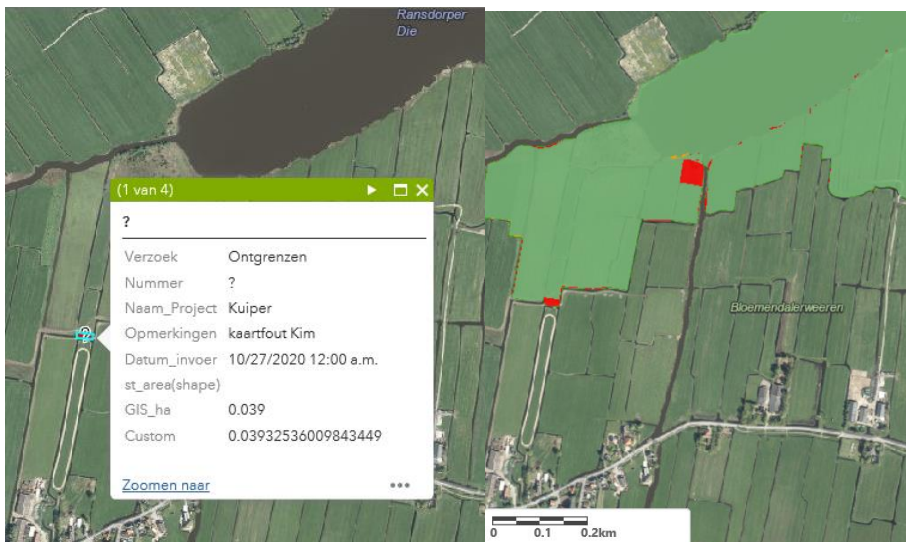 Ransdorper
Die
(1 van 4)
?
Verzoek Ontgrenzen
Nummer ?
Naam_Project Kuiper
Opmerkingen kaartfout Kim
Datum_invoer 10/27/2020 12:00 a.m.
st_area(shape)
GIS_ha 0.039
Custom 0.03932536009843449
Zoomen naar
Die
Bloemendalerweeren
0 0.1 0.2km